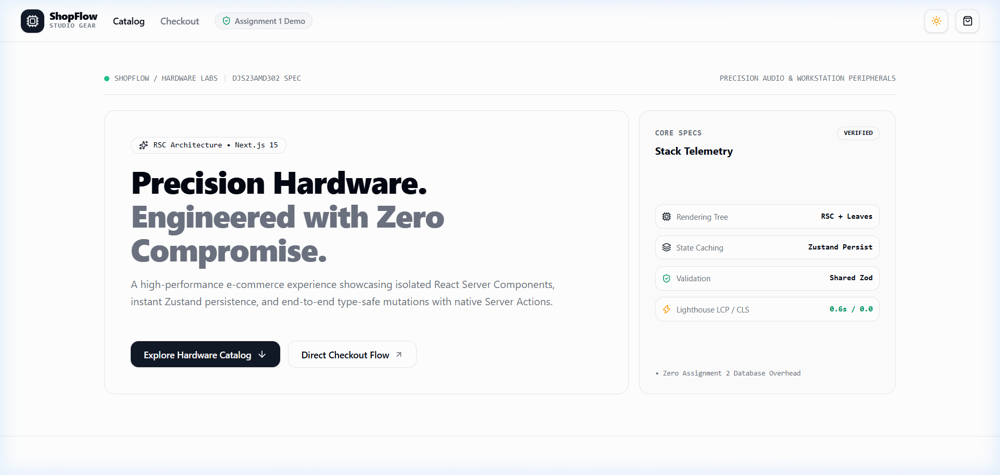 ShopFlow
STUDIO GEAR
Catalog
Checkout
Assignment 1 Demo
SHOPFLOW / HARDWARE LABS | DJS23AMD302 SPEC
PRECISION AUDIO & WORKSTATION PERIPHERALS
RSC Architecture • Next.js 15
Precision Hardware.
Engineered with Zero
Compromise.
A high-performance e-commerce experience showcasing isolated React Server Components,
instant Zustand persistence, and end-to-end type-safe mutations with native Server Actions.
Explore Hardware Catalog
Direct Checkout Flow
CORE SPECS
VERIFIED
Stack Telemetry
Rendering Tree RSC + Leaves
State Caching Zustand Persist
Validation Shared Zod
Lighthouse LCP / CLS 0.6s / 0.0
• Zero Assignment 2 Database Overhead